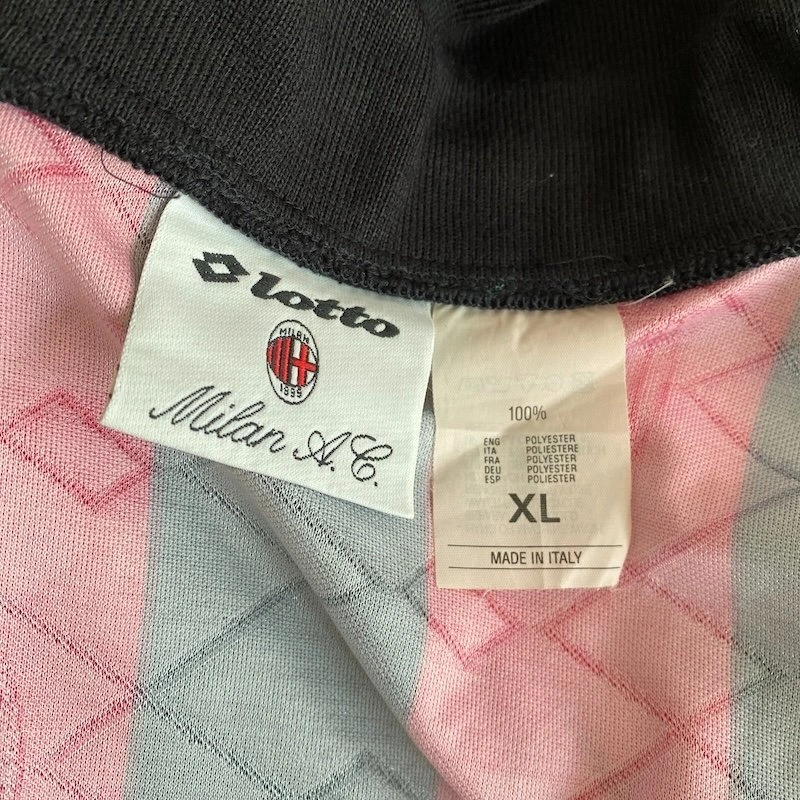 lotto
MILAN
1899
Milan A.C.
100%
ENG POLYESTER
ITA POLIESTERE
FRA POLYESTER
DEU POLYESTER
ESP POLIESTER
XL
MADE IN ITALY